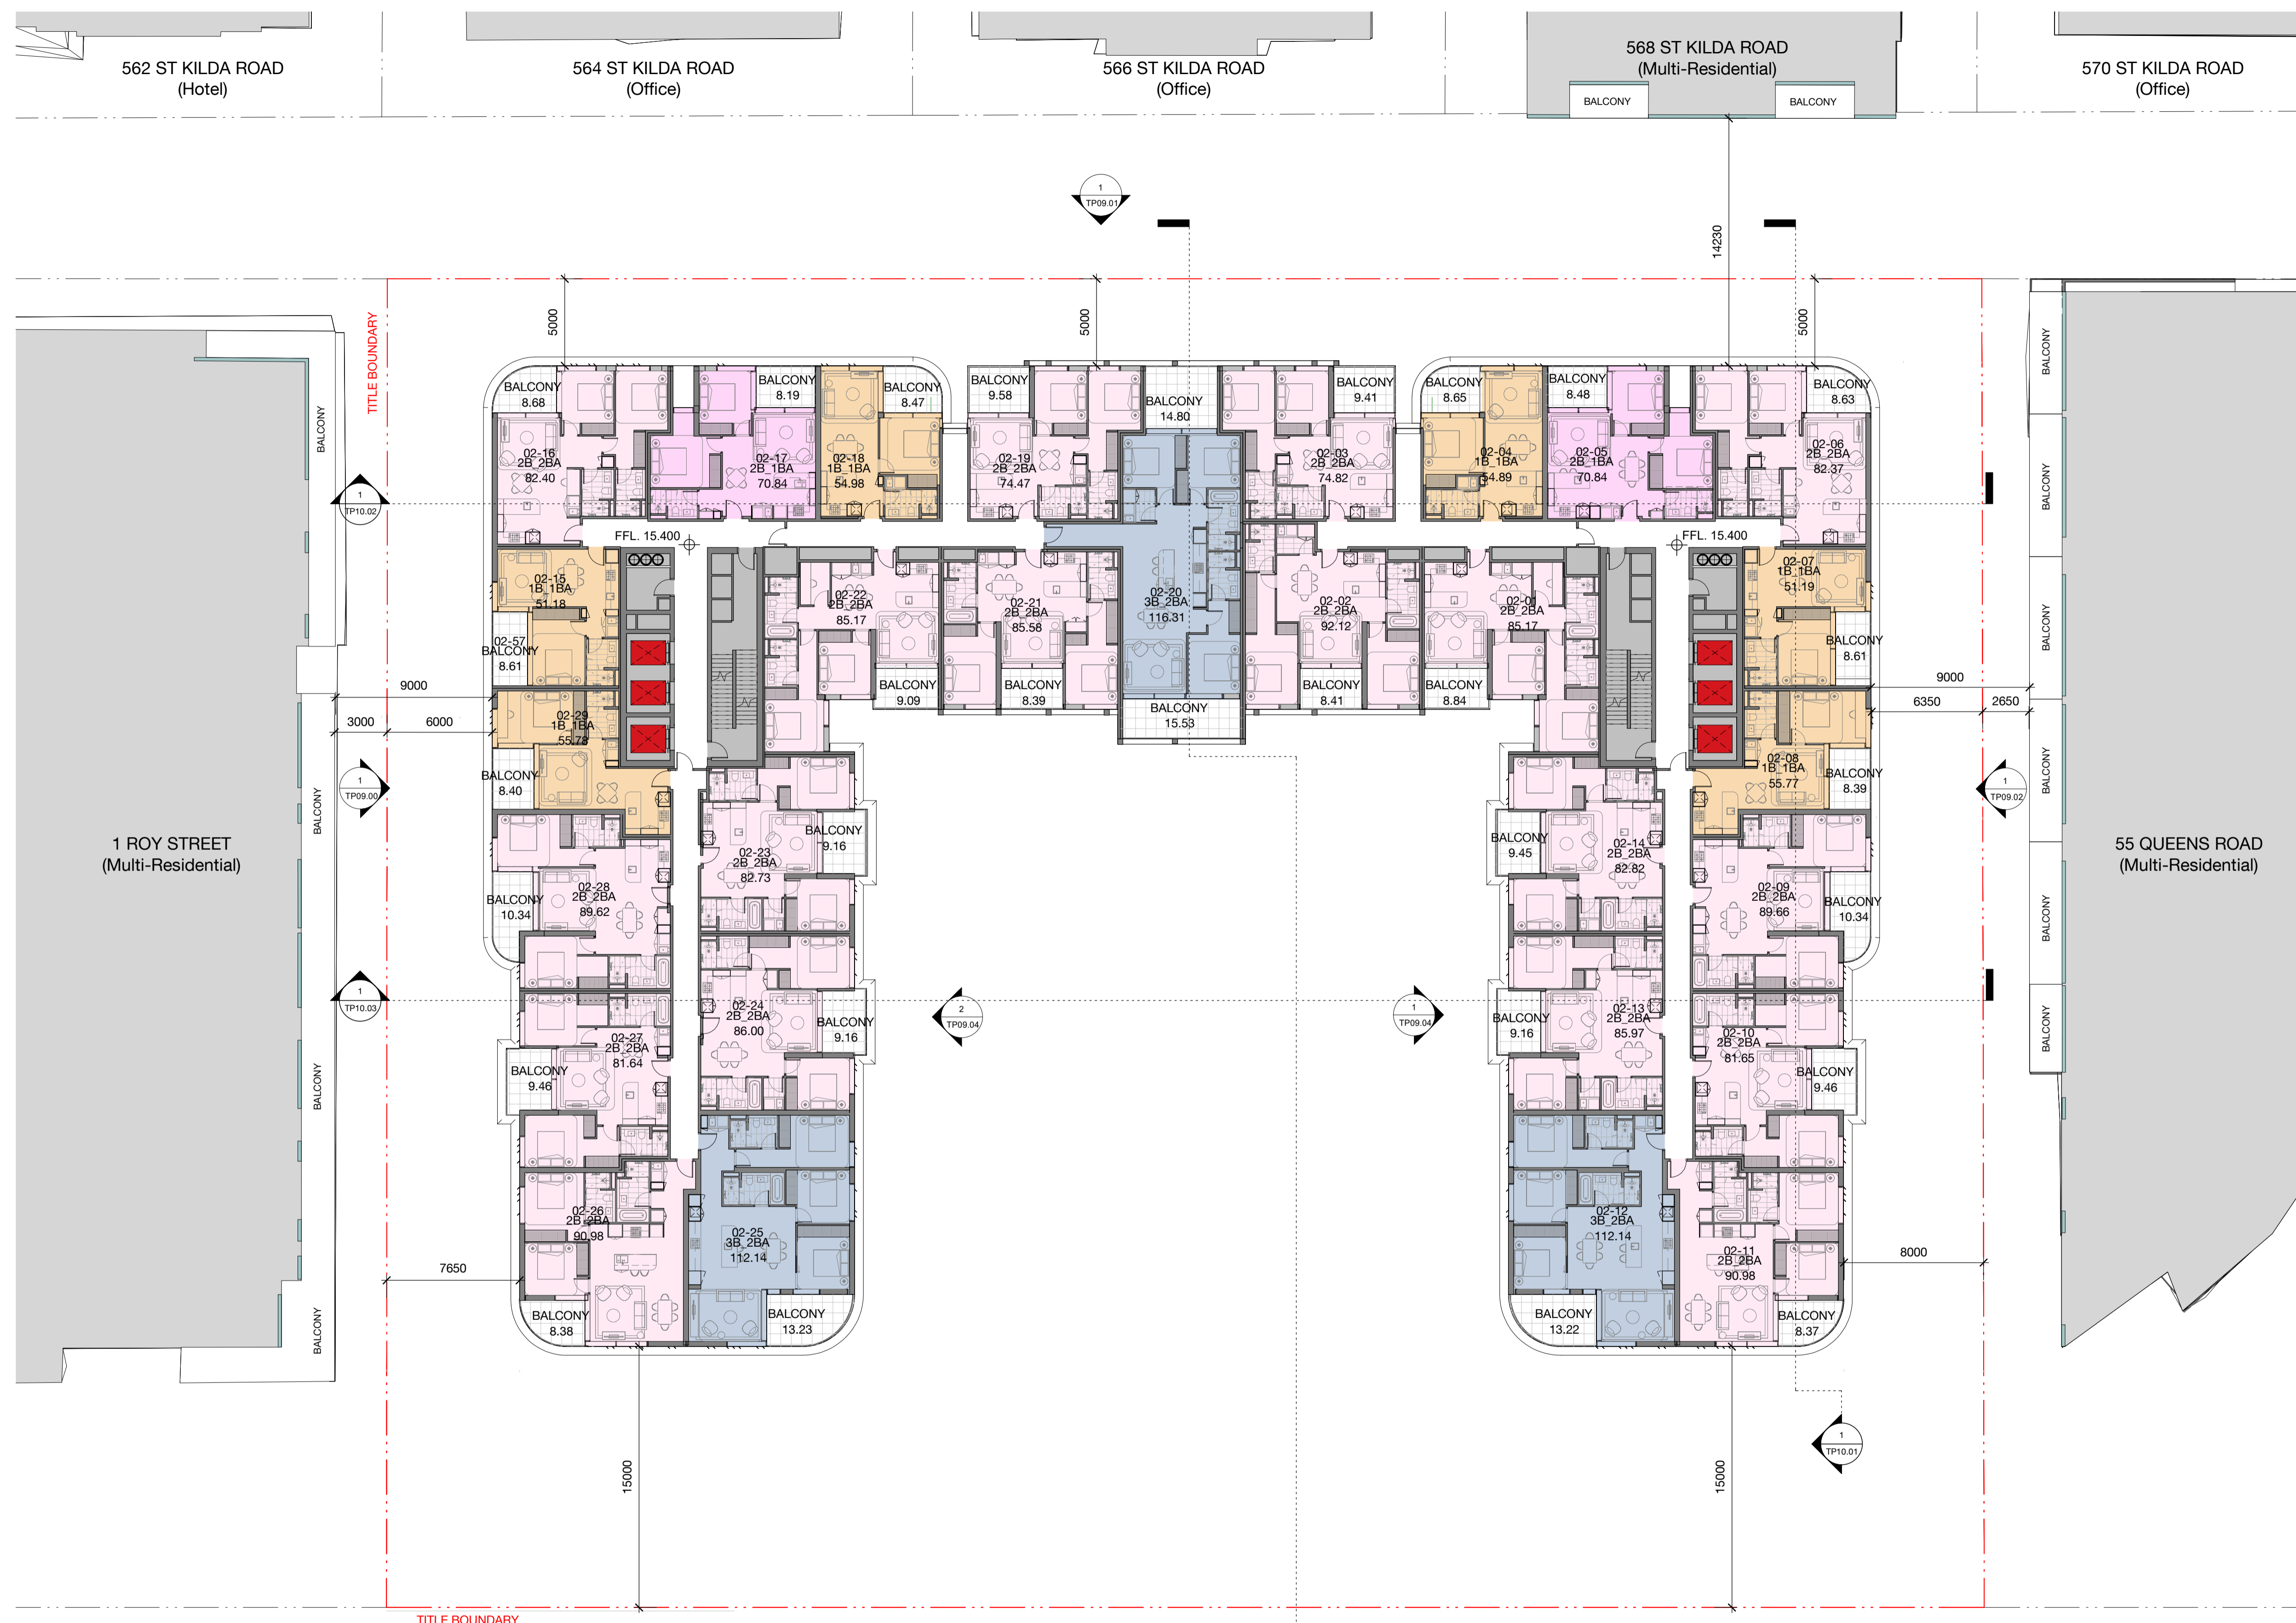 562 ST KILDA ROAD
(Hotel)
564 ST KILDA ROAD
(Office)
566 ST KILDA ROAD
(Office)
568 ST KILDA ROAD
(Multi-Residential)
BALCONY
BALCONY
570 ST KILDA ROAD
(Office)
1
TP09.01
14230
TITLE BOUNDARY
5000
5000
5000
BALCONY
BALCONY
BALCONY
8.68
BALCONY
8.19
BALCONY
8.47
BALCONY
9.58
BALCONY
14.80
BALCONY
9.41
BALCONY
8.65
BALCONY
8.48
BALCONY
8.63
02-16
2B_2BA
82.40
02-17
2B_1BA
70.84
02-18
1B_1BA
54.98
02-19
2B_2BA
74.47
02-03
2B_2BA
74.82
02-04
1B_1BA
54.89
02-05
2B_1BA
70.84
02-06
2B_2BA
82.37
BALCONY
1
TP10.02
FFL. 15.400
FFL. 15.400
02-15
1B_1BA
51.18
02-22
2B_2BA
85.17
02-21
2B_2BA
85.58
02-20
3B_2BA
116.31
02-02
2B_2BA
92.12
02-01
2B_2BA
85.17
02-07
1B_1BA
51.19
BALCONY
02-57
BALCONY
8.61
BALCONY
8.61
9000
3000
6000
9000
6350
2650
BALCONY
9.09
BALCONY
8.39
BALCONY
15.53
BALCONY
8.41
BALCONY
8.84
02-29
1B_1BA
55.78
BALCONY
8.40
02-08
1B_1BA
55.77
BALCONY
8.39
BALCONY
1
TP09.00
1
TP09.02
BALCONY
1 ROY STREET
(Multi-Residential)
55 QUEENS ROAD
(Multi-Residential)
02-23
2B_2BA
82.73
BALCONY
9.16
BALCONY
9.45
02-14
2B_2BA
82.82
02-28
2B_2BA
89.62
BALCONY
10.34
02-09
2B_2BA
89.66
BALCONY
10.34
BALCONY
1
TP10.03
02-24
2B_2BA
86.00
BALCONY
9.16
2
TP09.04
1
TP09.04
BALCONY
9.16
02-13
2B_2BA
85.97
BALCONY
02-27
2B_2BA
81.64
BALCONY
9.46
02-10
2B_2BA
81.65
BALCONY
9.46
BALCONY
02-26
2B_2BA
90.98
02-25
3B_2BA
112.14
02-12
3B_2BA
112.14
02-11
2B_2BA
90.98
7650
8000
BALCONY
8.38
BALCONY
13.23
BALCONY
13.22
BALCONY
8.37
BALCONY
1
TP10.01
15000
15000
TITLE BOUNDARY